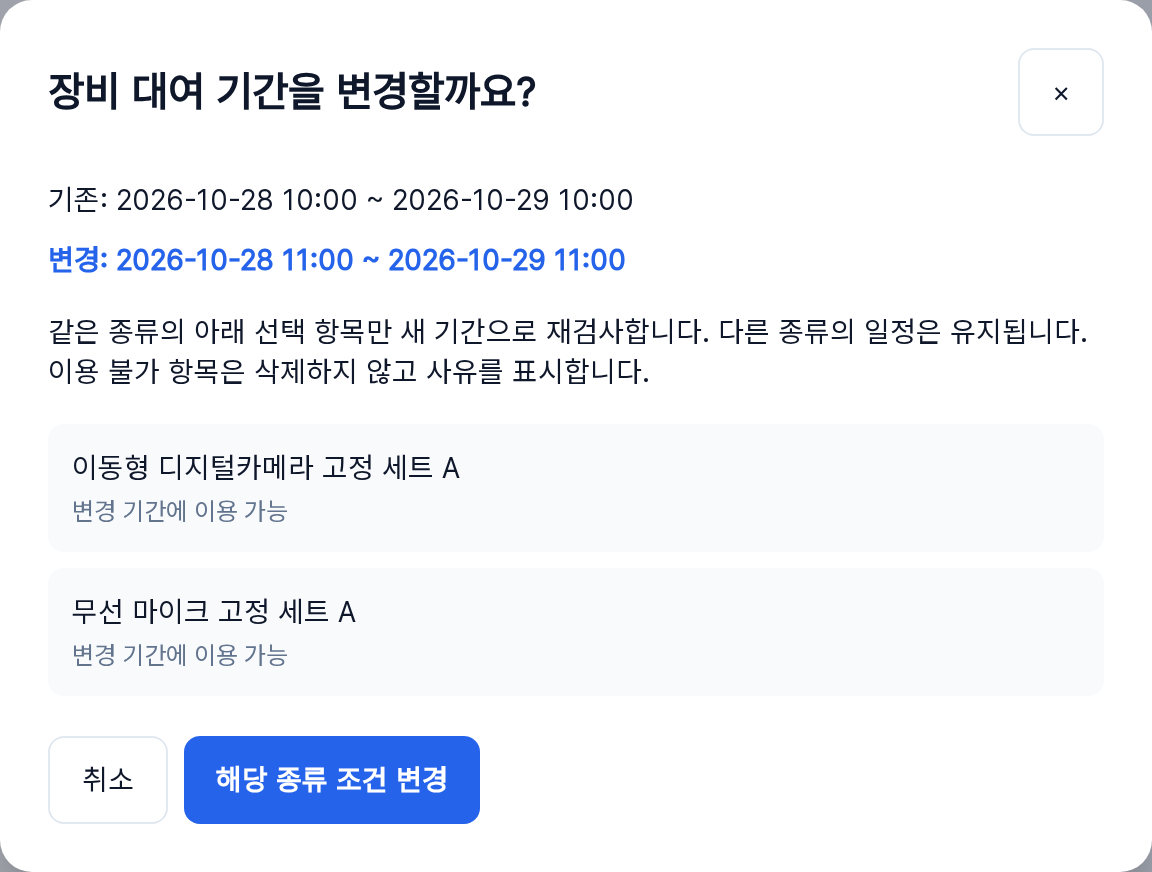 장비 대여 기간을 변경할까요?
×
기존: 2026-10-28 10:00 ~ 2026-10-29 10:00
변경: 2026-10-28 11:00 ~ 2026-10-29 11:00
같은 종류의 아래 선택 항목만 새 기간으로 재검사합니다. 다른 종류의 일정은 유지됩니다.
이용 불가 항목은 삭제하지 않고 사유를 표시합니다.
이동형 디지털카메라 고정 세트 A
변경 기간에 이용 가능
무선 마이크 고정 세트 A
변경 기간에 이용 가능
취소
해당 종류 조건 변경